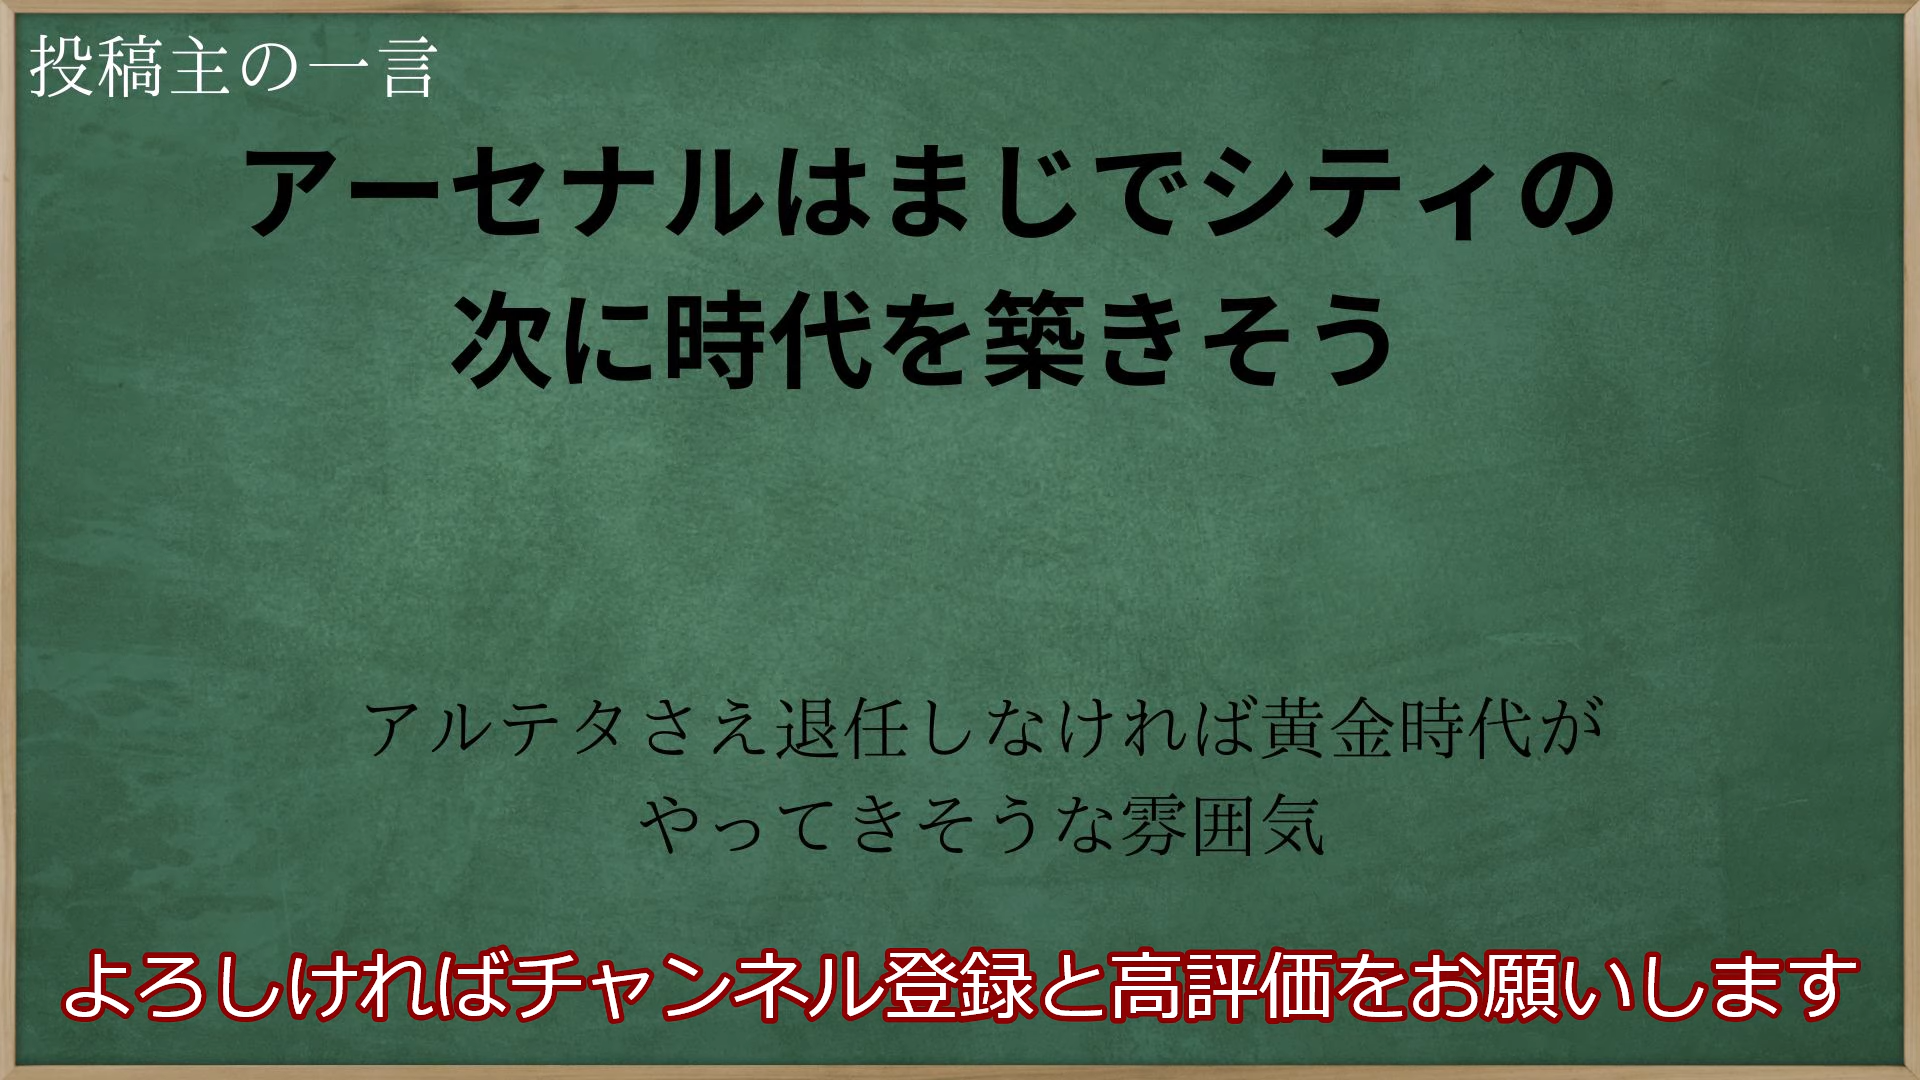 投稿主の一言
アーセナルはまじでシティの
次に時代を築きそう
アルテタさえ退任しなければ黄金時代が
やってきそうな雰囲気
よろしければチャンネル登録と高評価をお願いします